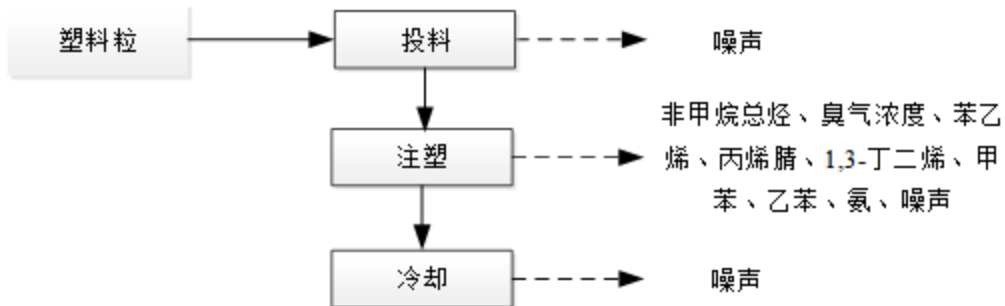 塑料粒
投料
噪声
注塑
非甲烷总烃、臭气浓度、苯乙
烯、丙烯腈、1,3-丁二烯、甲
苯、乙苯、氨、噪声
冷却
噪声